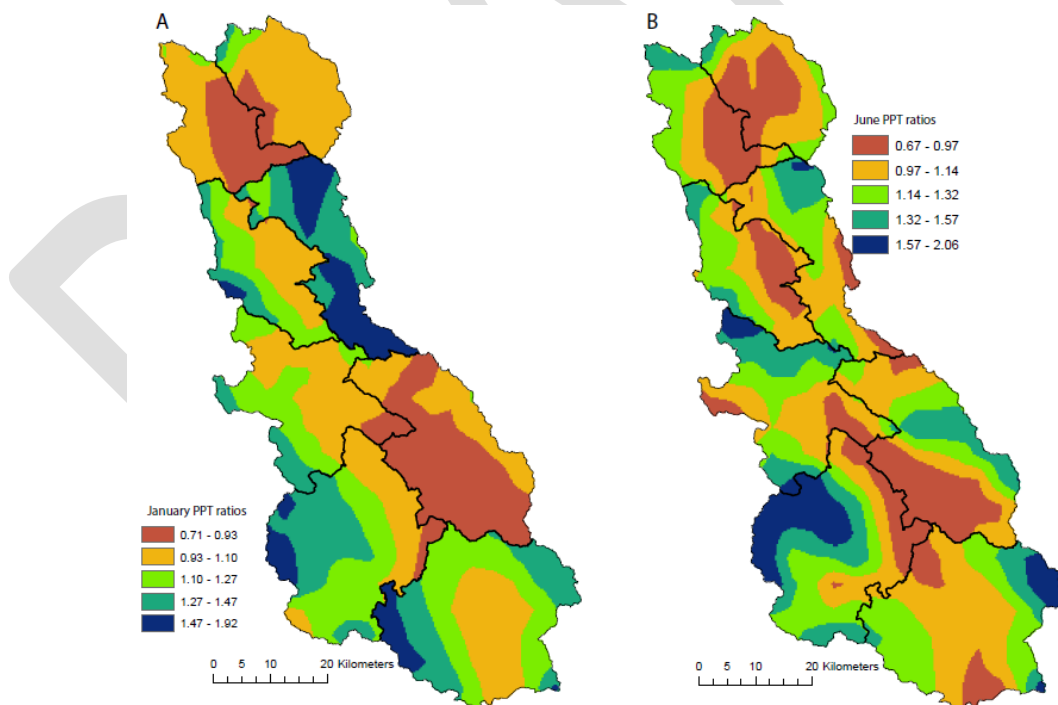 A
B
June PPT ratios
0.67 - 0.97
0.97 - 1.14
1.14 - 1.32
1.32 - 1.57
1.57 - 2.06
January PPT ratios
0.71 - 0.93
0.93 - 1.10
1.10 - 1.27
1.27 - 1.47
1.47 - 1.92
0 5 10 20 Kilometers
0 5 10 20 Kilometers